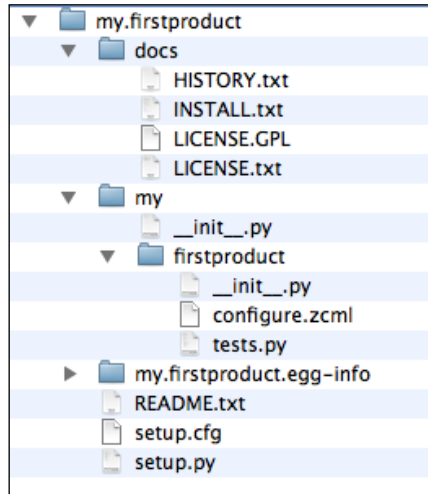 my.firstproduct
docs
HISTORY.txt
INSTALL.txt
LICENSE.GPL
LICENSE.txt
my
__init__.py
firstproduct
__init__.py
configure.zcml
tests.py
my.firstproduct.egg-info
README.txt
setup.cfg
setup.py